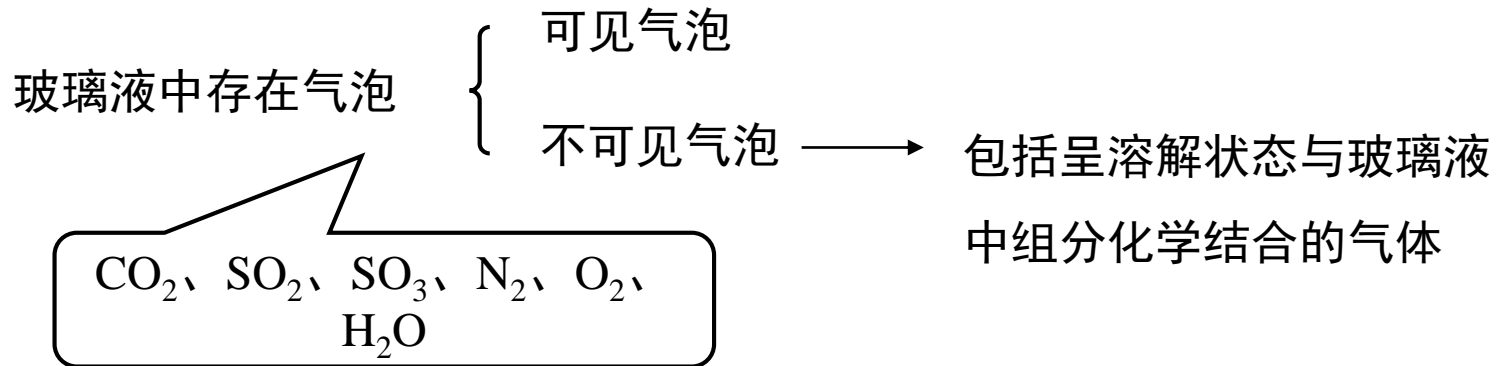 可见气泡
玻璃液中存在气泡
不可见气泡
包括呈溶解状态与玻璃液
中组分化学结合的气体
CO₂、SO₂、SO₃、N₂、O₂、
H₂O